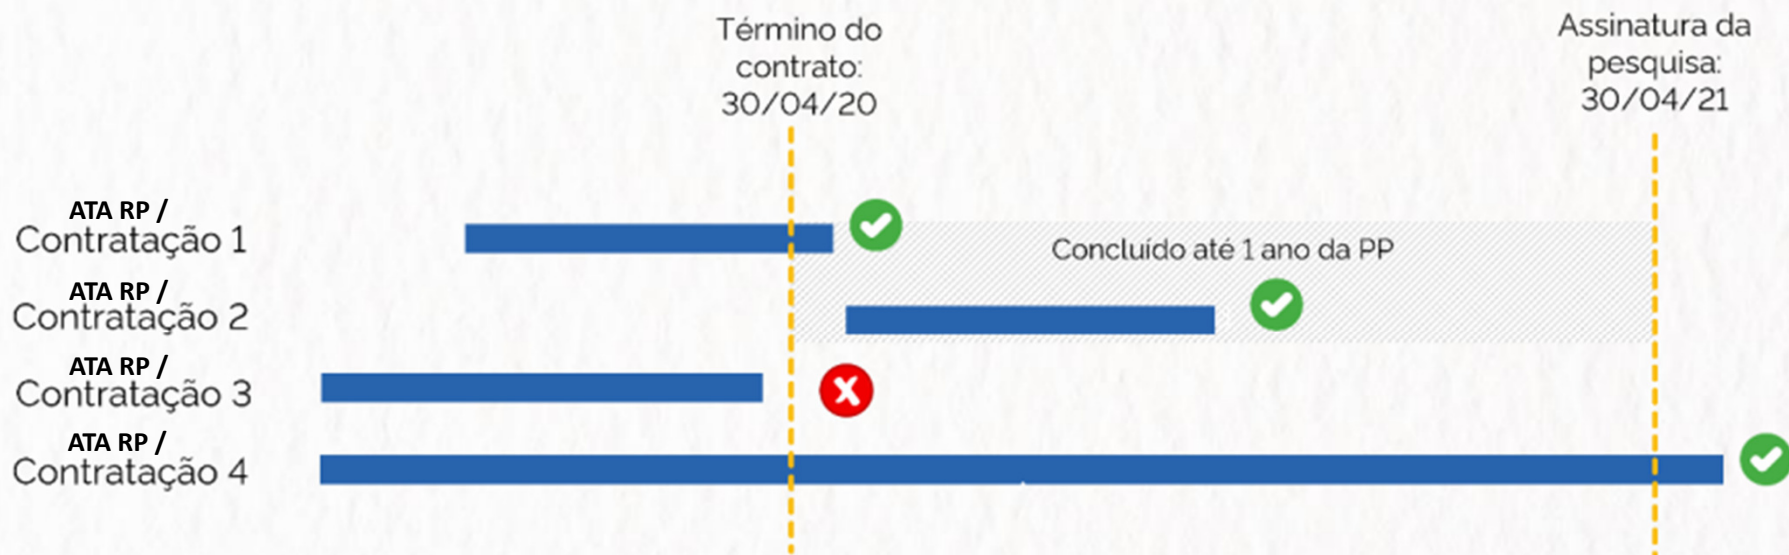 Término do
contrato:
30/04/20
Assinatura da
pesquisa:
30/04/21
ATA RP /
Contratação 1
Concluído até 1 ano da PP
ATA RP /
Contratação 2
ATA RP /
Contratação 3
ATA RP /
Contratação 4